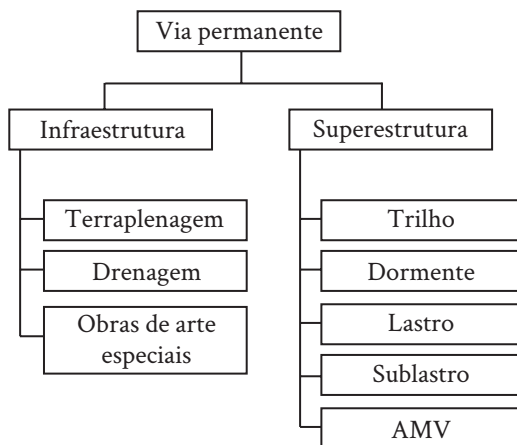 Via permanente
Infraestrutura
Superestrutura
Terraplenagem
Drenagem
Obras de arte
especiais
Trilho
Dormente
Lastro
Sublastro
AMV